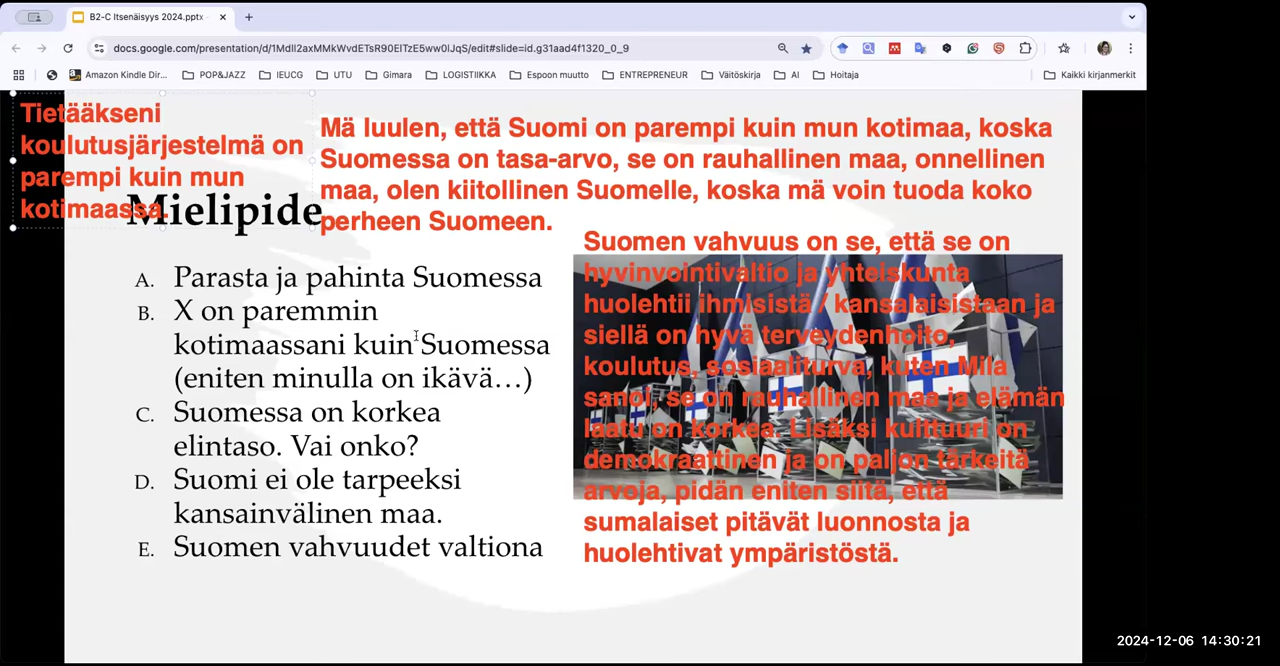 B2-C Itsenäisyys 2024.pptx
docs.google.com/presentation/d/1MdlI2axMMkWvdETsR90ElTzE5ww0lJqS/edit#slide=id.g31aad4f1320_0_9
Amazon Kindle Dir... POP&JAZZ IEUCG UTU Gimara LOGISTIIKKA Espoon muutto ENTREPRENEUR Väitöskirja AI Hoitaja Kaikki kirjanmerkit
Tietääkseni
koulutusjärjestelmä on
parempi kuin mun
kotimaassa.
Mä luulen, että Suomi on parempi kuin mun kotimaa, koska
Suomessa on tasa-arvo, se on rauhallinen maa, onnellinen
maa, olen kiitollinen Suomelle, koska mä voin tuoda koko
perheen Suomeen.
Mielipide
A. Parasta ja pahinta Suomessa
B. X on paremmin
kotimaassani kuin Suomessa
(eniten minulla on ikävä…)
C. Suomessa on korkea
elintaso. Vai onko?
D. Suomi ei ole tarpeeksi
kansainvälinen maa.
E. Suomen vahvuudet valtiona
Suomen vahvuus on se, että se on
hyvinvointivaltio ja yhteiskunta
huolehtii ihmisistä / kansalaisistaan ja
siellä on hyvä terveydenhoito,
koulutus, sosiaaliturva, kuten Mila
sanoi, se on rauhallinen maa ja elämän
laatu on korkea. Lisäksi kulttuuri on
demokraattinen ja on paljon tärkeitä
arvoja, pidän eniten siitä, että
sumalaiset pitävät luonnosta ja
huolehtivat ympäristöstä.
2024-12-06 14:30:21